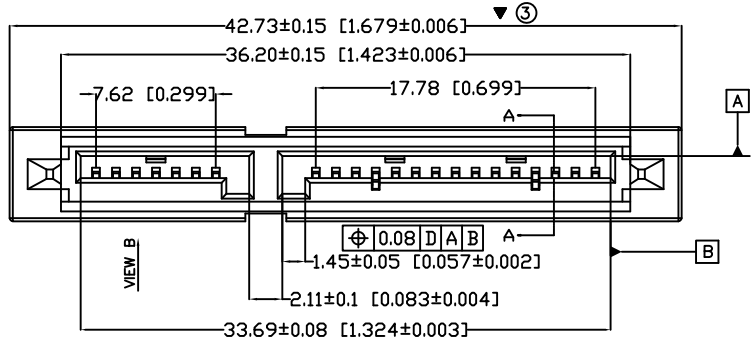 42.73±0.15 [1.679±0.006]
③
36.20±0.15 [1.423±0.006]
7.62 [0.299]
17.78 [0.699]
A
A
⌖ 0.08 D A B
A
B
1.45±0.05 [0.057±0.002]
VIEW B
2.11±0.1 [0.083±0.004]
33.69±0.08 [1.324±0.003]